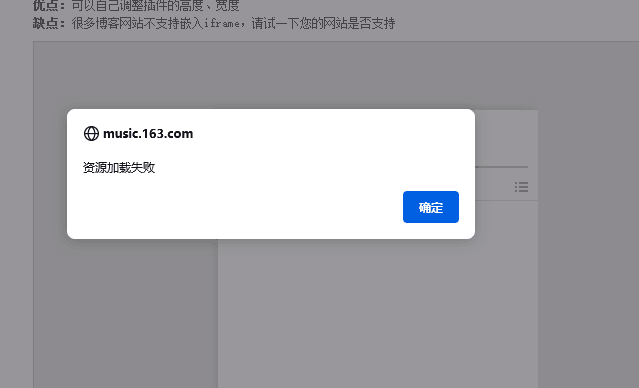 优点：可以自己调整插件的高度、宽度
缺点：很多博客网站不支持嵌入iframe，请试一下您的网站是否支持
music.163.com
资源加载失败
确定